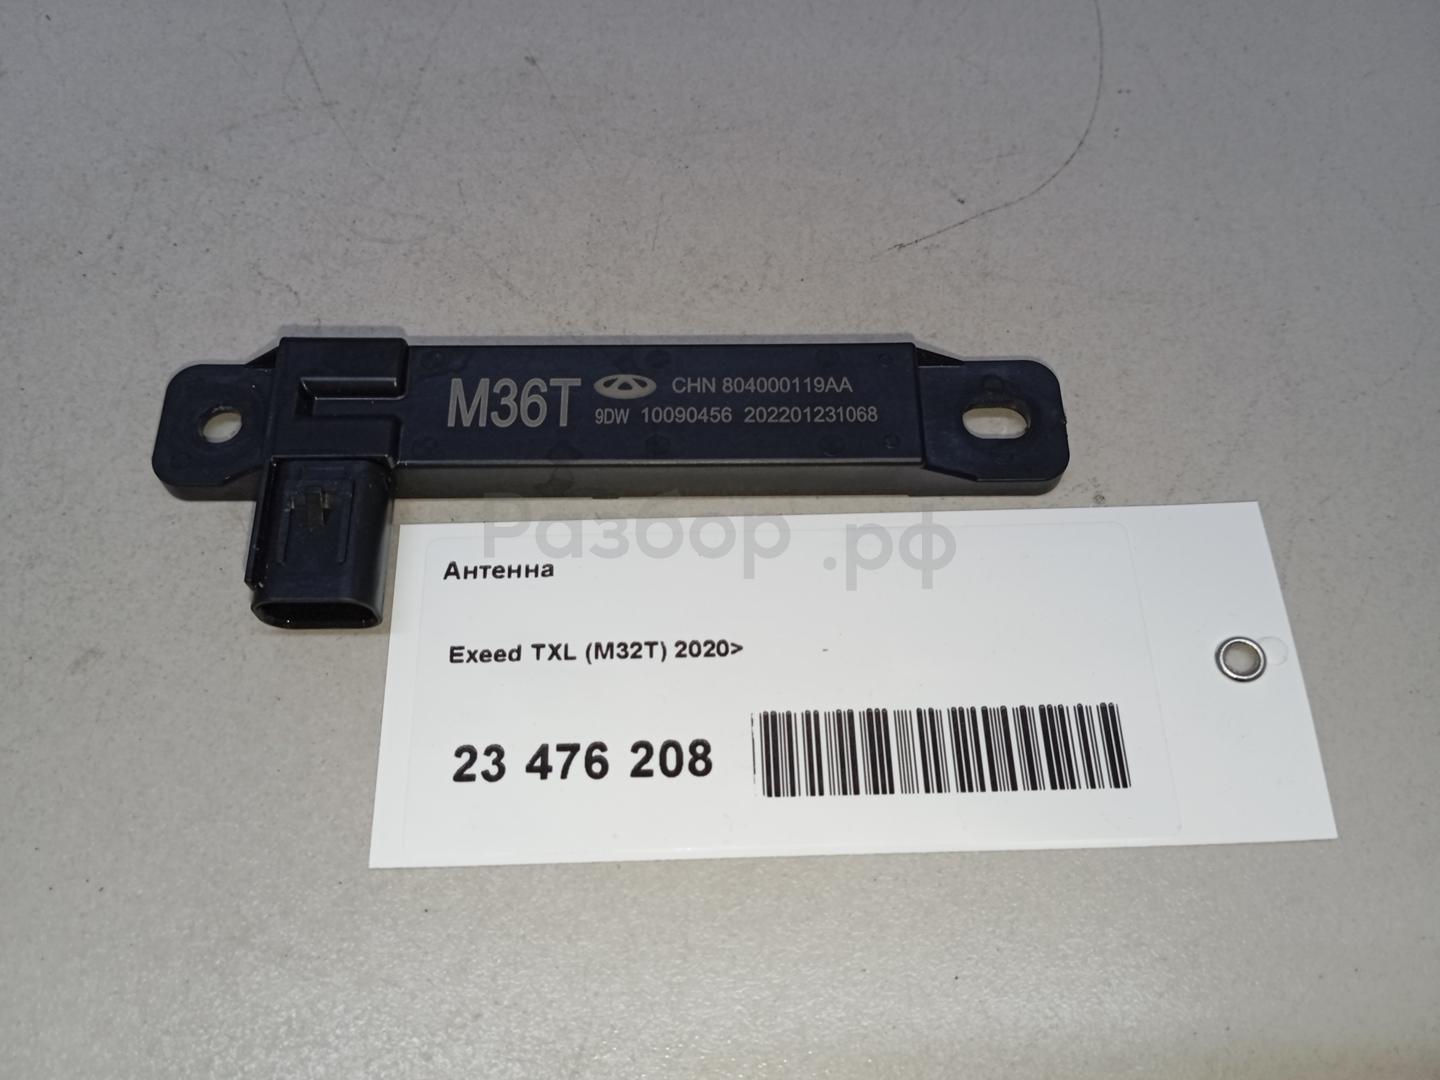 M36T CHN 804000119AA
9DW 10090456 202201231068
Разбор.рф
Антенна
Exeed TXL (M32T) 2020>
-
23 476 208